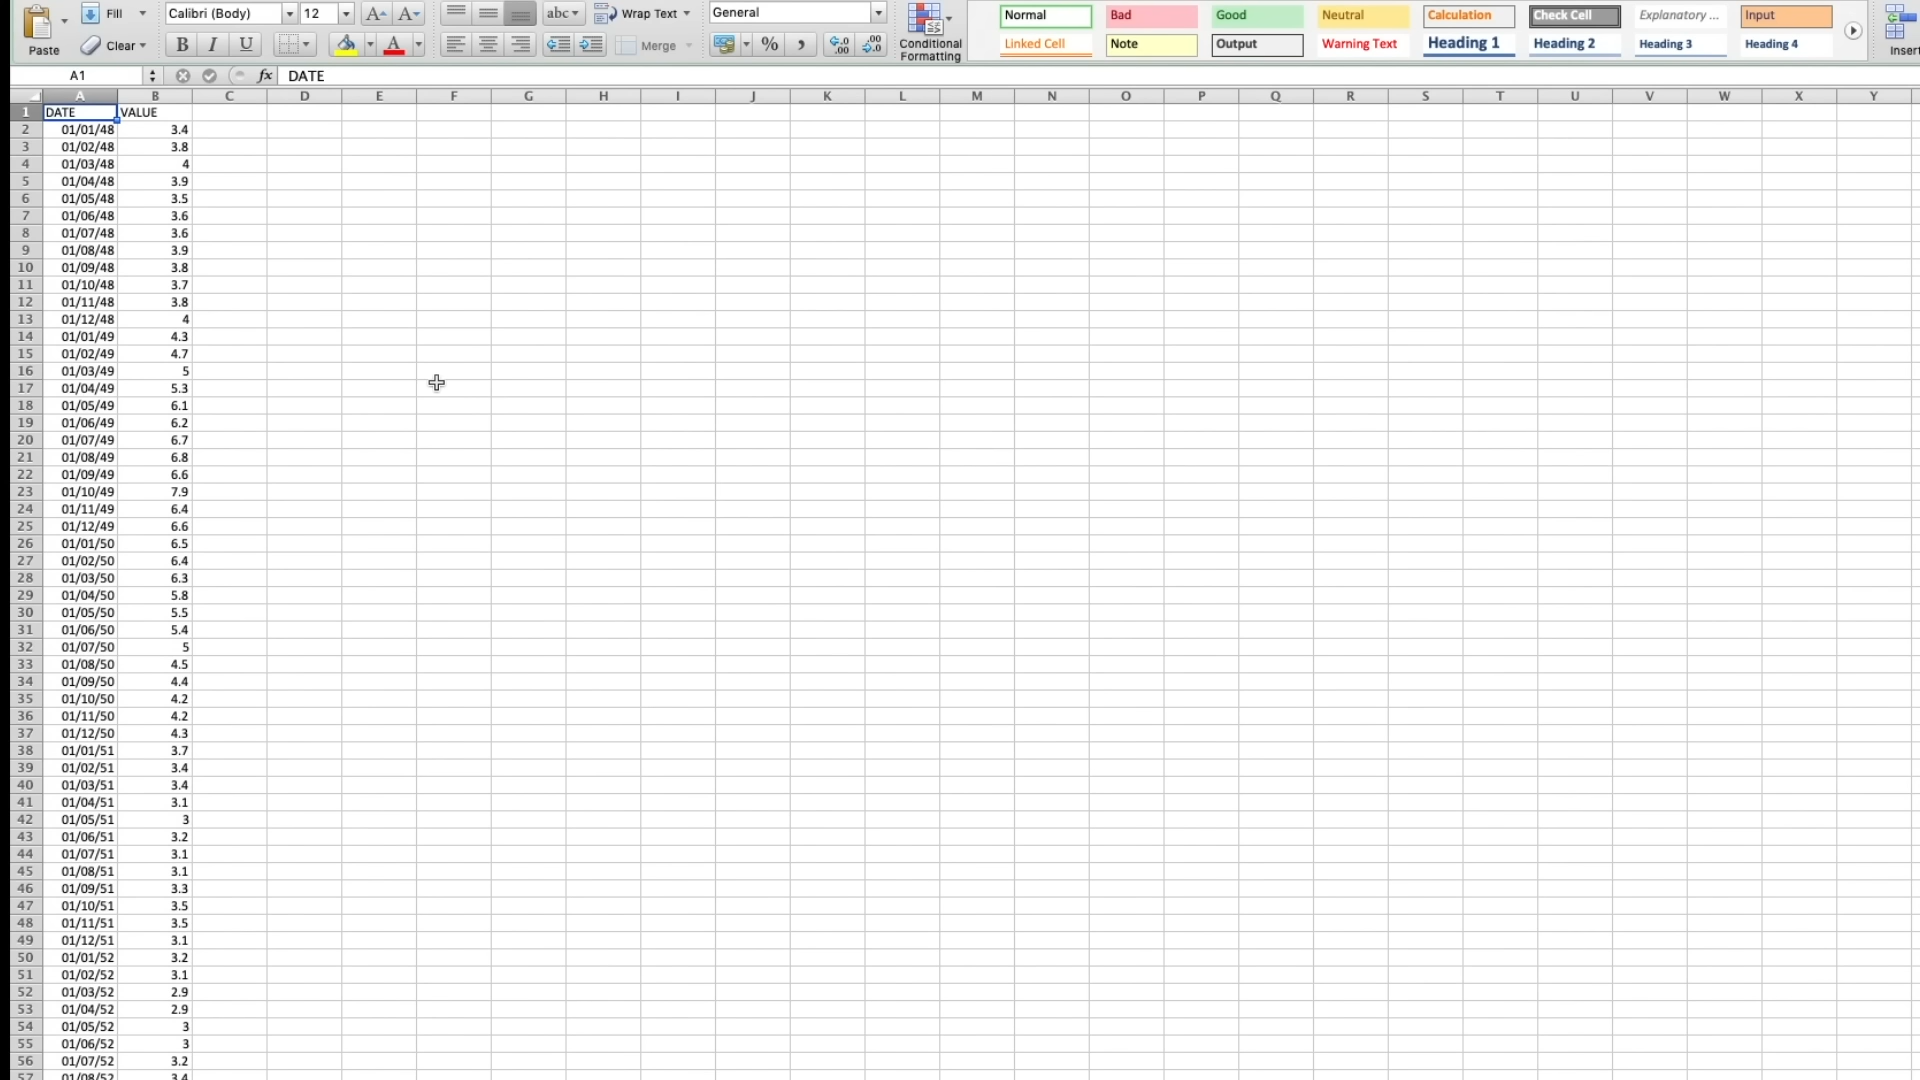 Fill Calibri (Body) 12 A A abc Wrap Text General Normal Bad Good Neutral Calculation Check Cell Explanatory ... Input
Paste Clear B I U A Merge % , .0 .00 .00 .0 Conditional Formatting Linked Cell Note Output Warning Text Heading 1 Heading 2 Heading 3 Heading 4 Insert
A1 fx DATE
A B C D E F G H I J K L M N O P Q R S T U V W X Y
1 DATE VALUE
2 01/01/48 3.4
3 01/02/48 3.8
4 01/03/48 4
5 01/04/48 3.9
6 01/05/48 3.5
7 01/06/48 3.6
8 01/07/48 3.6
9 01/08/48 3.9
10 01/09/48 3.8
11 01/10/48 3.7
12 01/11/48 3.8
13 01/12/48 4
14 01/01/49 4.3
15 01/02/49 4.7
16 01/03/49 5
17 01/04/49 5.3
18 01/05/49 6.1
19 01/06/49 6.2
20 01/07/49 6.7
21 01/08/49 6.8
22 01/09/49 6.6
23 01/10/49 7.9
24 01/11/49 6.4
25 01/12/49 6.6
26 01/01/50 6.5
27 01/02/50 6.4
28 01/03/50 6.3
29 01/04/50 5.8
30 01/05/50 5.5
31 01/06/50 5.4
32 01/07/50 5
33 01/08/50 4.5
34 01/09/50 4.4
35 01/10/50 4.2
36 01/11/50 4.2
37 01/12/50 4.3
38 01/01/51 3.7
39 01/02/51 3.4
40 01/03/51 3.4
41 01/04/51 3.1
42 01/05/51 3
43 01/06/51 3.2
44 01/07/51 3.1
45 01/08/51 3.1
46 01/09/51 3.3
47 01/10/51 3.5
48 01/11/51 3.5
49 01/12/51 3.1
50 01/01/52 3.2
51 01/02/52 3.1
52 01/03/52 2.9
53 01/04/52 2.9
54 01/05/52 3
55 01/06/52 3
56 01/07/52 3.2
57 01/08/52 3.4